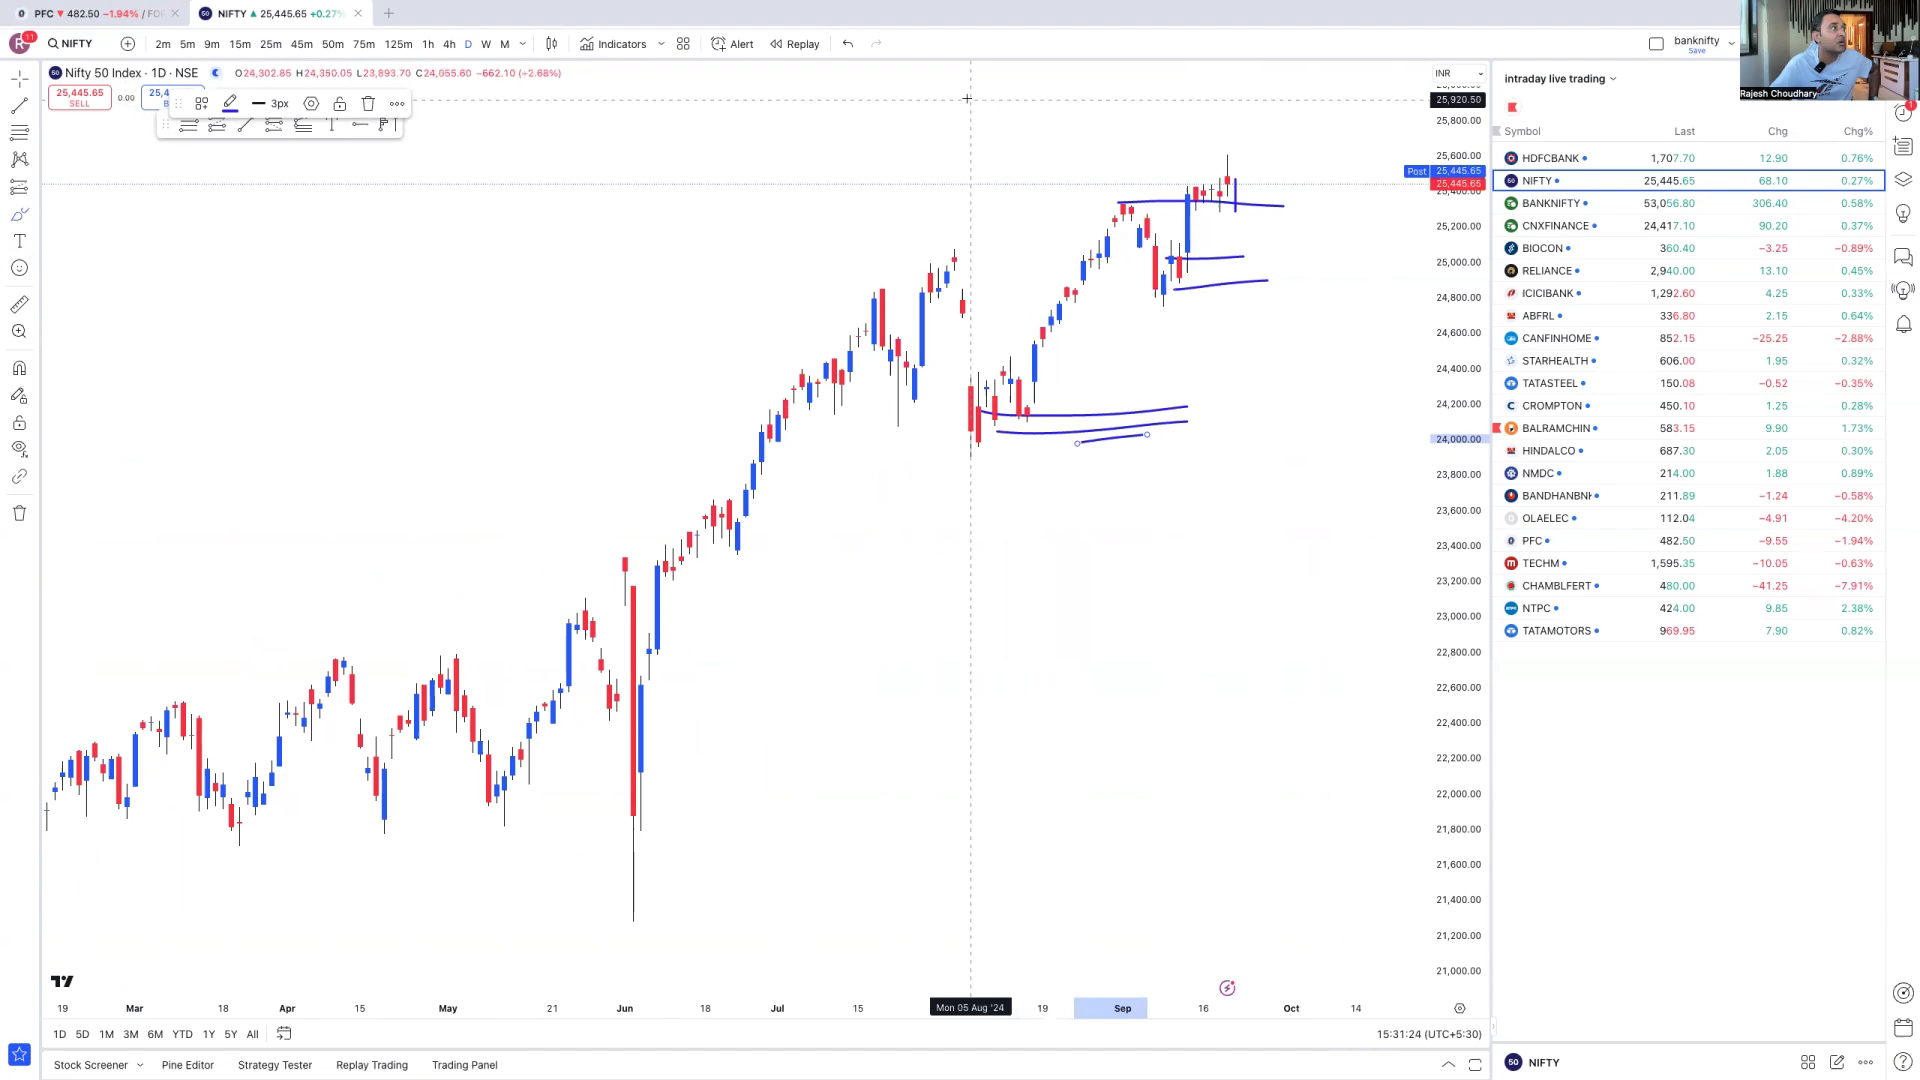 PFC ▼ 482.50 −1.94% / FO
NIFTY ▲ 25,445.65 +0.27%
R 11 NIFTY 2m 5m 9m 15m 25m 45m 50m 75m 125m 1h 4h D W M Indicators Alert Replay banknifty
Save
Nifty 50 Index · 1D · NSE O24,302.85 H24,350.05 L23,893.70 C24,055.60 −662.10 (−2.68%)
25,445.65
SELL
0.00
25,4
3px
INR
25,920.50
25,800.00
25,600.00
Post 25,445.65
25,445.65
25,400.00
25,200.00
25,000.00
24,800.00
24,600.00
24,400.00
24,200.00
24,000.00
23,800.00
23,600.00
23,400.00
23,200.00
23,000.00
22,800.00
22,600.00
22,400.00
22,200.00
22,000.00
21,800.00
21,600.00
21,400.00
21,200.00
21,000.00
19 Mar 18 Apr 15 May 21 Jun 18 Jul 15 Mon 05 Aug '24 19 Sep 16 Oct 14
1D 5D 1M 3M 6M YTD 1Y 5Y All
15:31:24 (UTC+5:30)
Stock Screener Pine Editor Strategy Tester Replay Trading Trading Panel
Rajesh Choudhary
intraday live trading
Symbol Last Chg Chg%
HDFCBANK 1,707.70 12.90 0.76%
NIFTY 25,445.65 68.10 0.27%
BANKNIFTY 53,056.80 306.40 0.58%
CNXFINANCE 24,417.10 90.20 0.37%
BIOCON 360.40 −3.25 −0.89%
RELIANCE 2,940.00 13.10 0.45%
ICICIBANK 1,292.60 4.25 0.33%
ABFRL 336.80 2.15 0.64%
CANFINHOME 852.15 −25.25 −2.88%
STARHEALTH 606.00 1.95 0.32%
TATASTEEL 150.08 −0.52 −0.35%
CROMPTON 450.10 1.25 0.28%
BALRAMCHIN 583.15 9.90 1.73%
HINDALCO 687.30 2.05 0.30%
NMDC 214.00 1.88 0.89%
BANDHANBN 211.89 −1.24 −0.58%
OLAELEC 112.04 −4.91 −4.20%
PFC 482.50 −9.55 −1.94%
TECHM 1,595.35 −10.05 −0.63%
CHAMBLFERT 480.00 −41.25 −7.91%
NTPC 424.00 9.85 2.38%
TATAMOTORS 969.95 7.90 0.82%
50 NIFTY